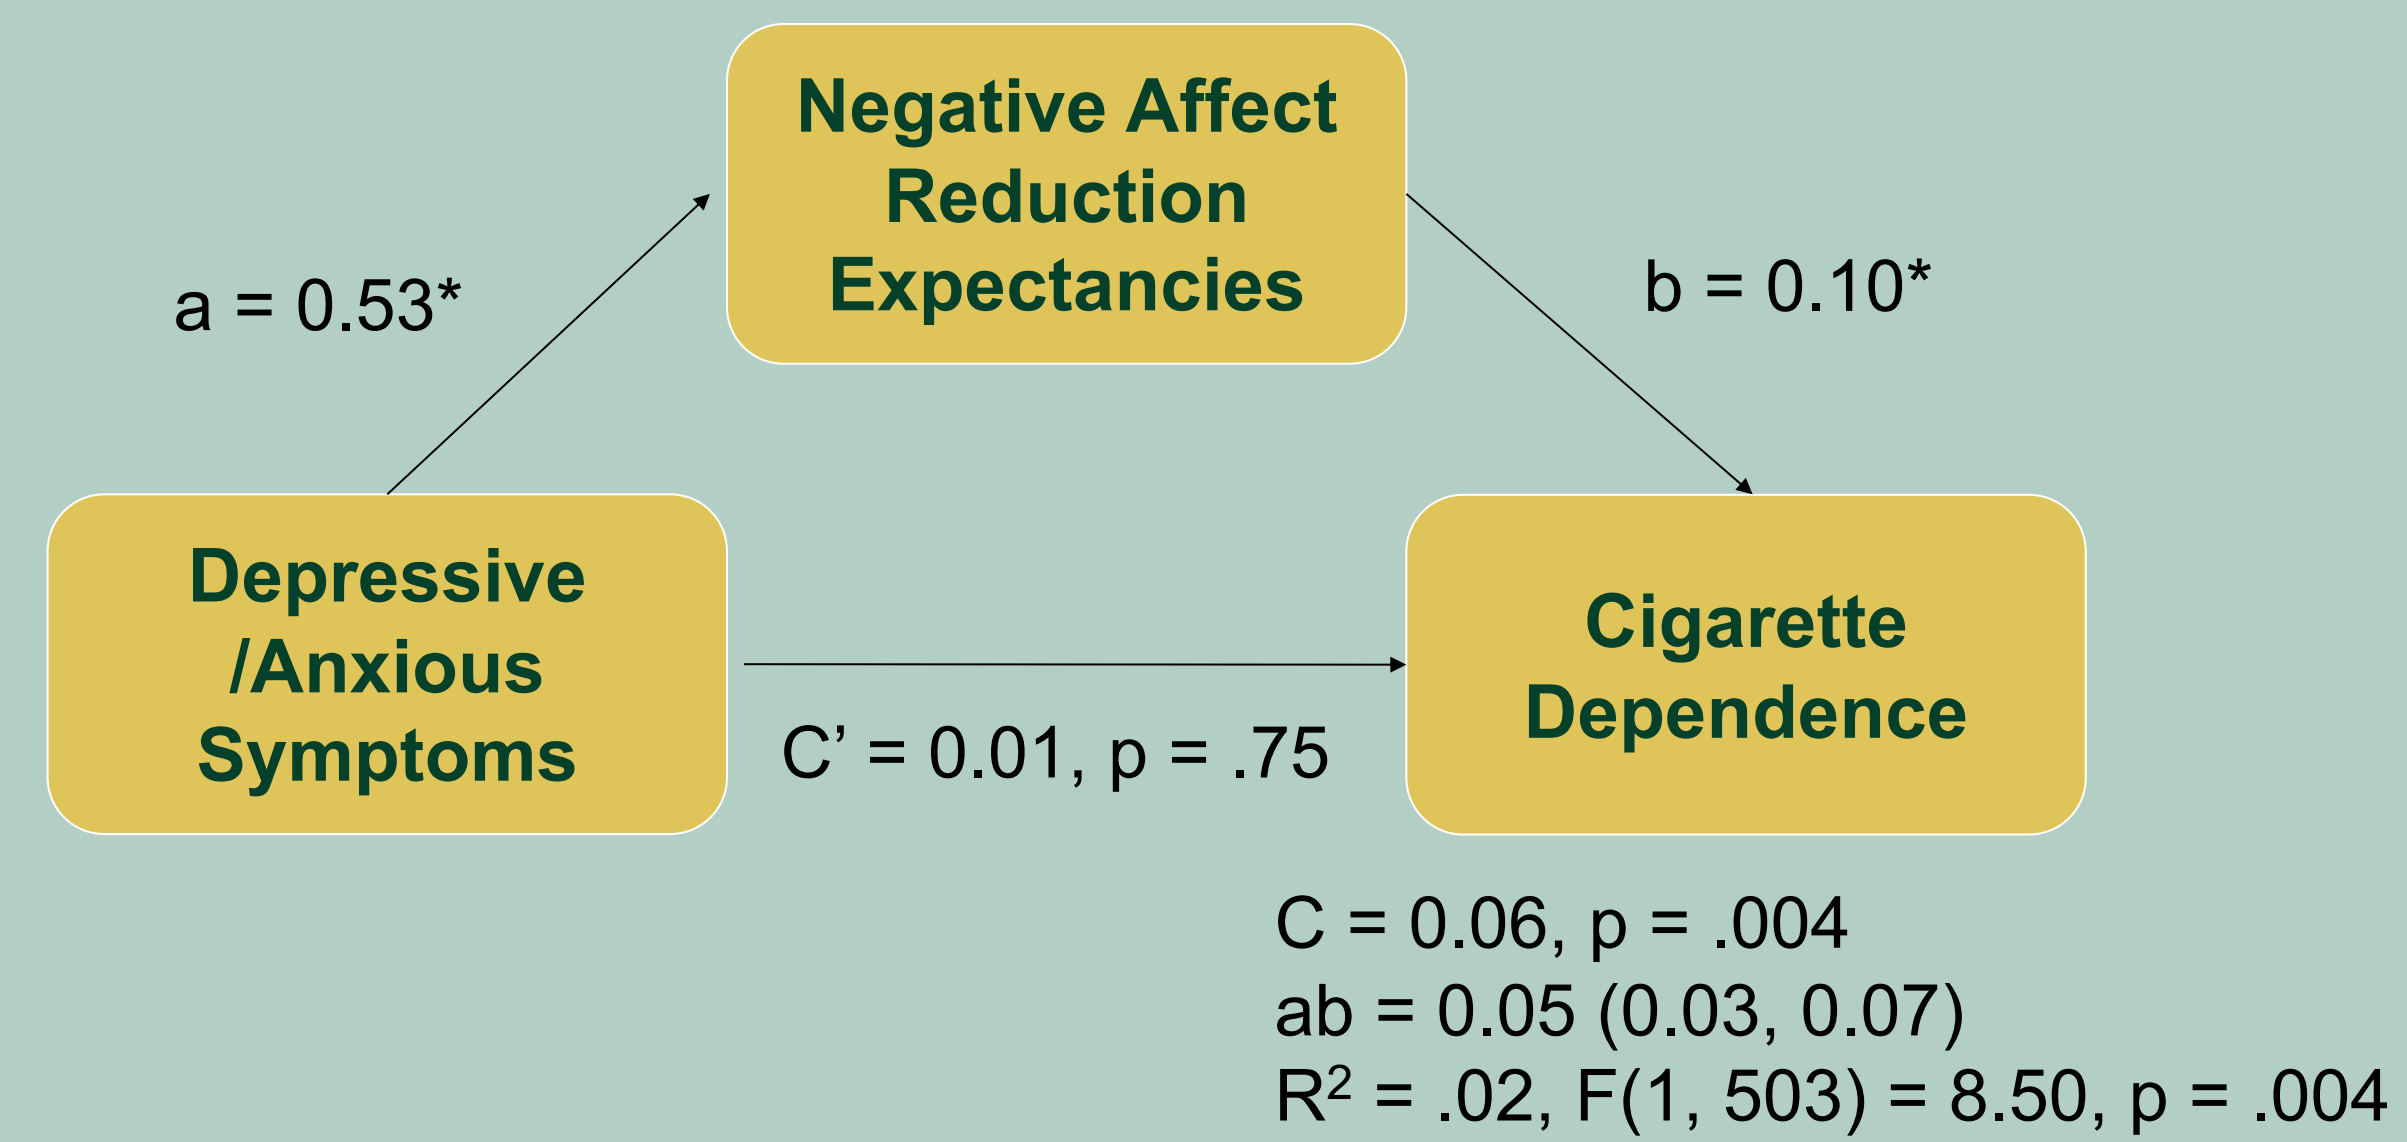 Negative Affect
Reduction
Expectancies
a = 0.53*
b = 0.10*
Depressive
/Anxious
Symptoms
Cigarette
Dependence
C’ = 0.01, p = .75
C = 0.06, p = .004
ab = 0.05 (0.03, 0.07)
R² = .02, F(1, 503) = 8.50, p = .004